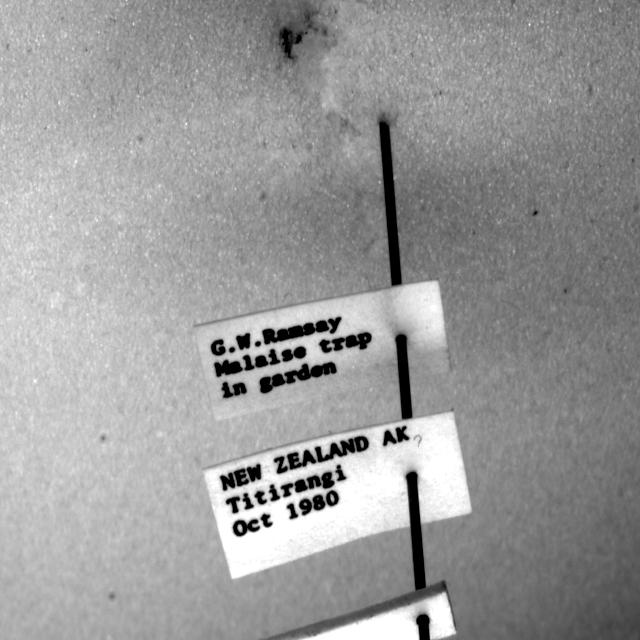 G.W.Ramsay
Malaise trap
in garden
NEW ZEALAND AK
Titirangi
Oct 1980